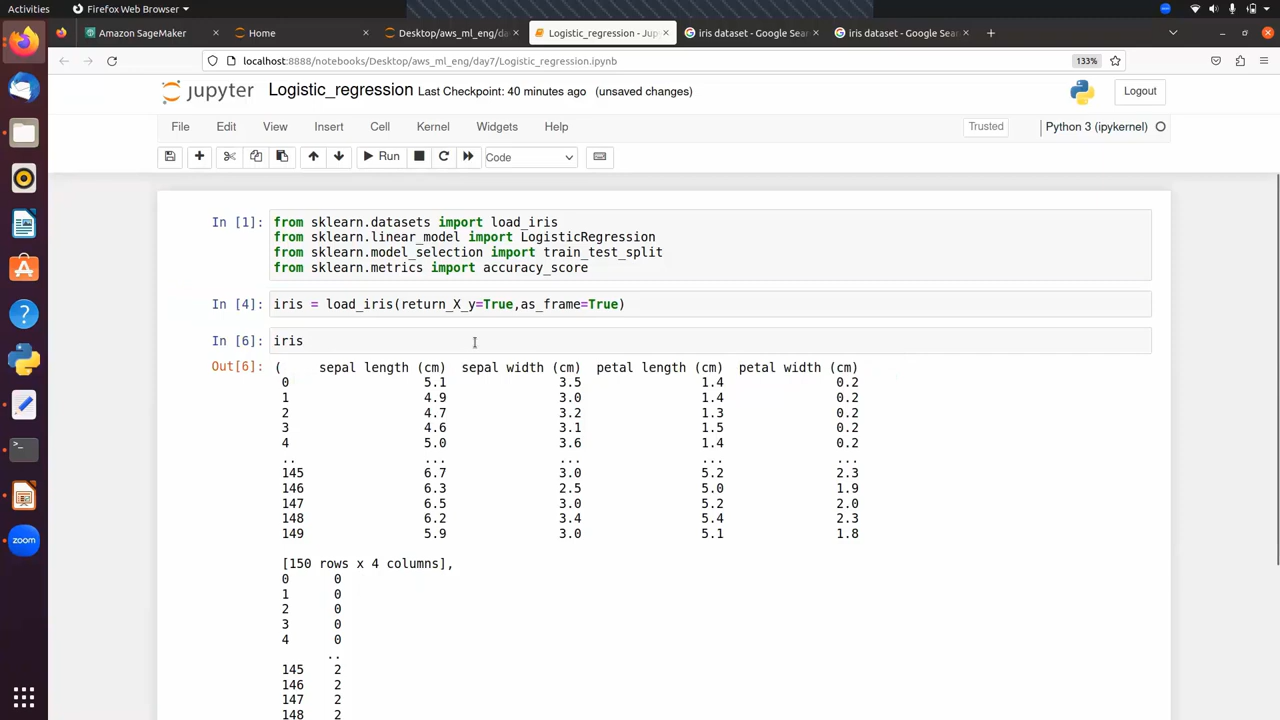 Activities
Firefox Web Browser
Amazon SageMaker
Home
Desktop/aws_ml_eng/da
Logistic_regression - Jup
iris dataset - Google Sear
iris dataset - Google Sear
localhost:8888/notebooks/Desktop/aws_ml_eng/day7/Logistic_regression.ipynb
133%
jupyter
Logistic_regression Last Checkpoint: 40 minutes ago (unsaved changes)
Logout
File Edit View Insert Cell Kernel Widgets Help
Trusted
Python 3 (ipykernel)
Run
Code
In [1]: from sklearn.datasets import load_iris
from sklearn.linear_model import LogisticRegression
from sklearn.model_selection import train_test_split
from sklearn.metrics import accuracy_score
In [4]: iris = load_iris(return_X_y=True,as_frame=True)
In [6]: iris
Out[6]: ( sepal length (cm) sepal width (cm) petal length (cm) petal width (cm)
0 5.1 3.5 1.4 0.2
1 4.9 3.0 1.4 0.2
2 4.7 3.2 1.3 0.2
3 4.6 3.1 1.5 0.2
4 5.0 3.6 1.4 0.2
.. ... ... ... ...
145 6.7 3.0 5.2 2.3
146 6.3 2.5 5.0 1.9
147 6.5 3.0 5.2 2.0
148 6.2 3.4 5.4 2.3
149 5.9 3.0 5.1 1.8
[150 rows x 4 columns],
0 0
1 0
2 0
3 0
4 0
..
145 2
146 2
147 2
148 2
zoom